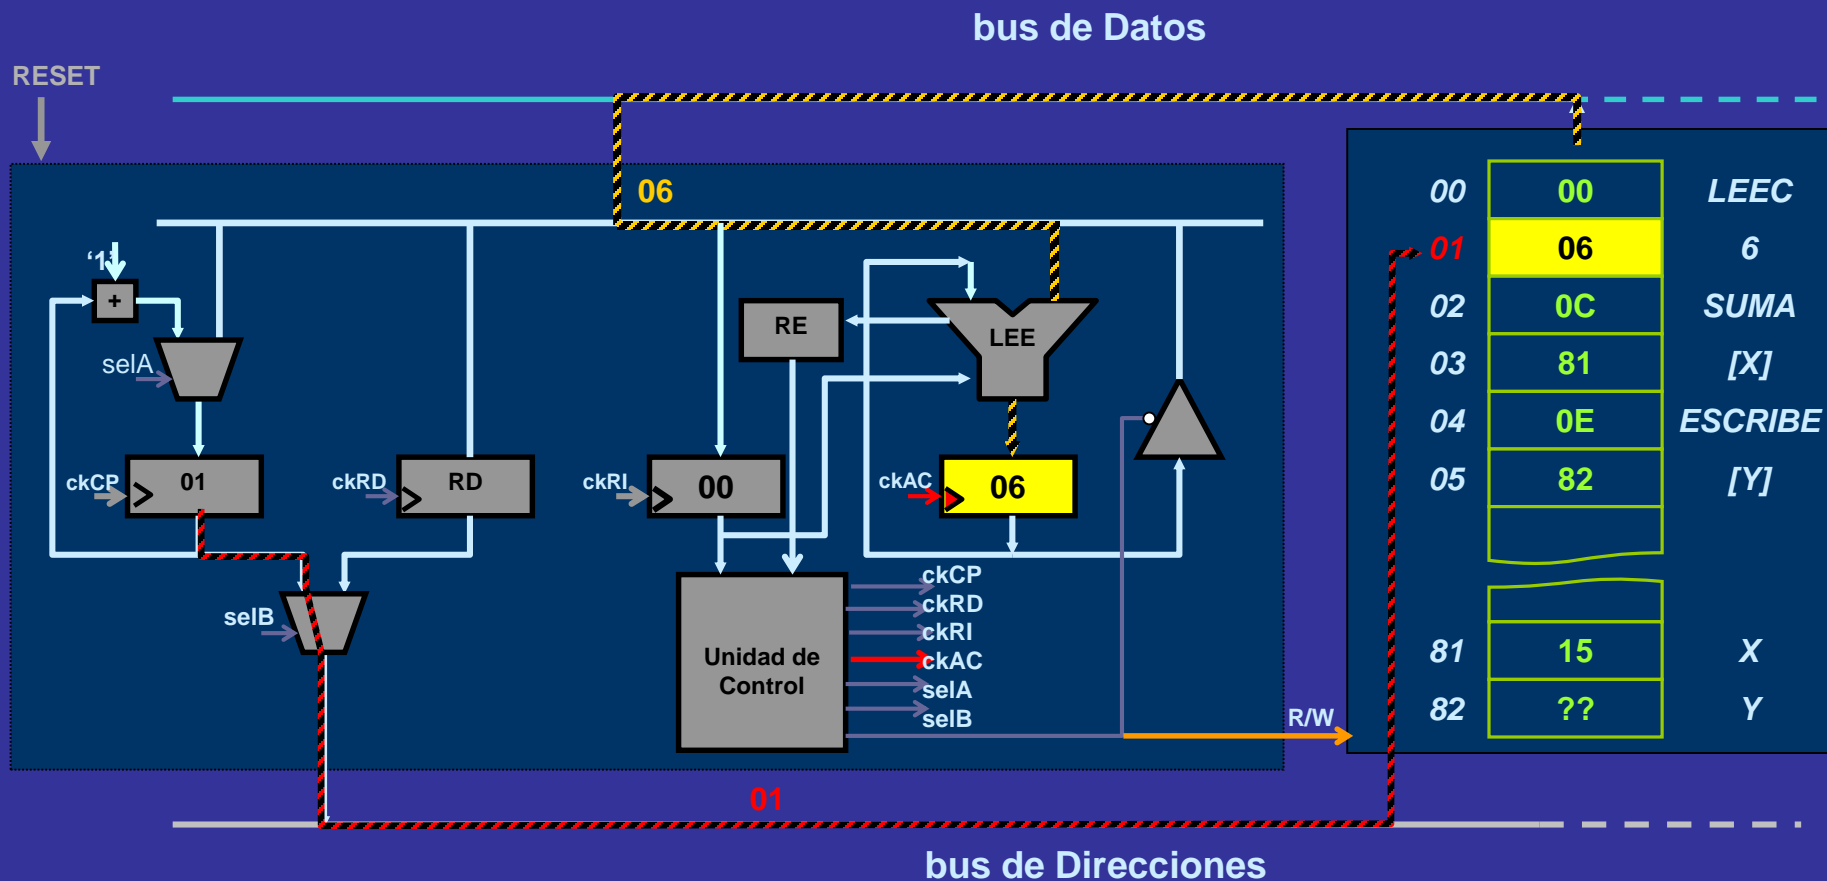 bus de Datos
RESET
06
‘1’
+
selA
ckCP
01
ckRD
RD
RE
LEE
ckRI
00
ckAC
06
selB
Unidad de
Control
ckCP
ckRD
ckRI
ckAC
selA
selB
R/W
01
bus de Direcciones
00 00 LEEC
01 06 6
02 0C SUMA
03 81 [X]
04 0E ESCRIBE
05 82 [Y]
81 15 X
82 ?? Y